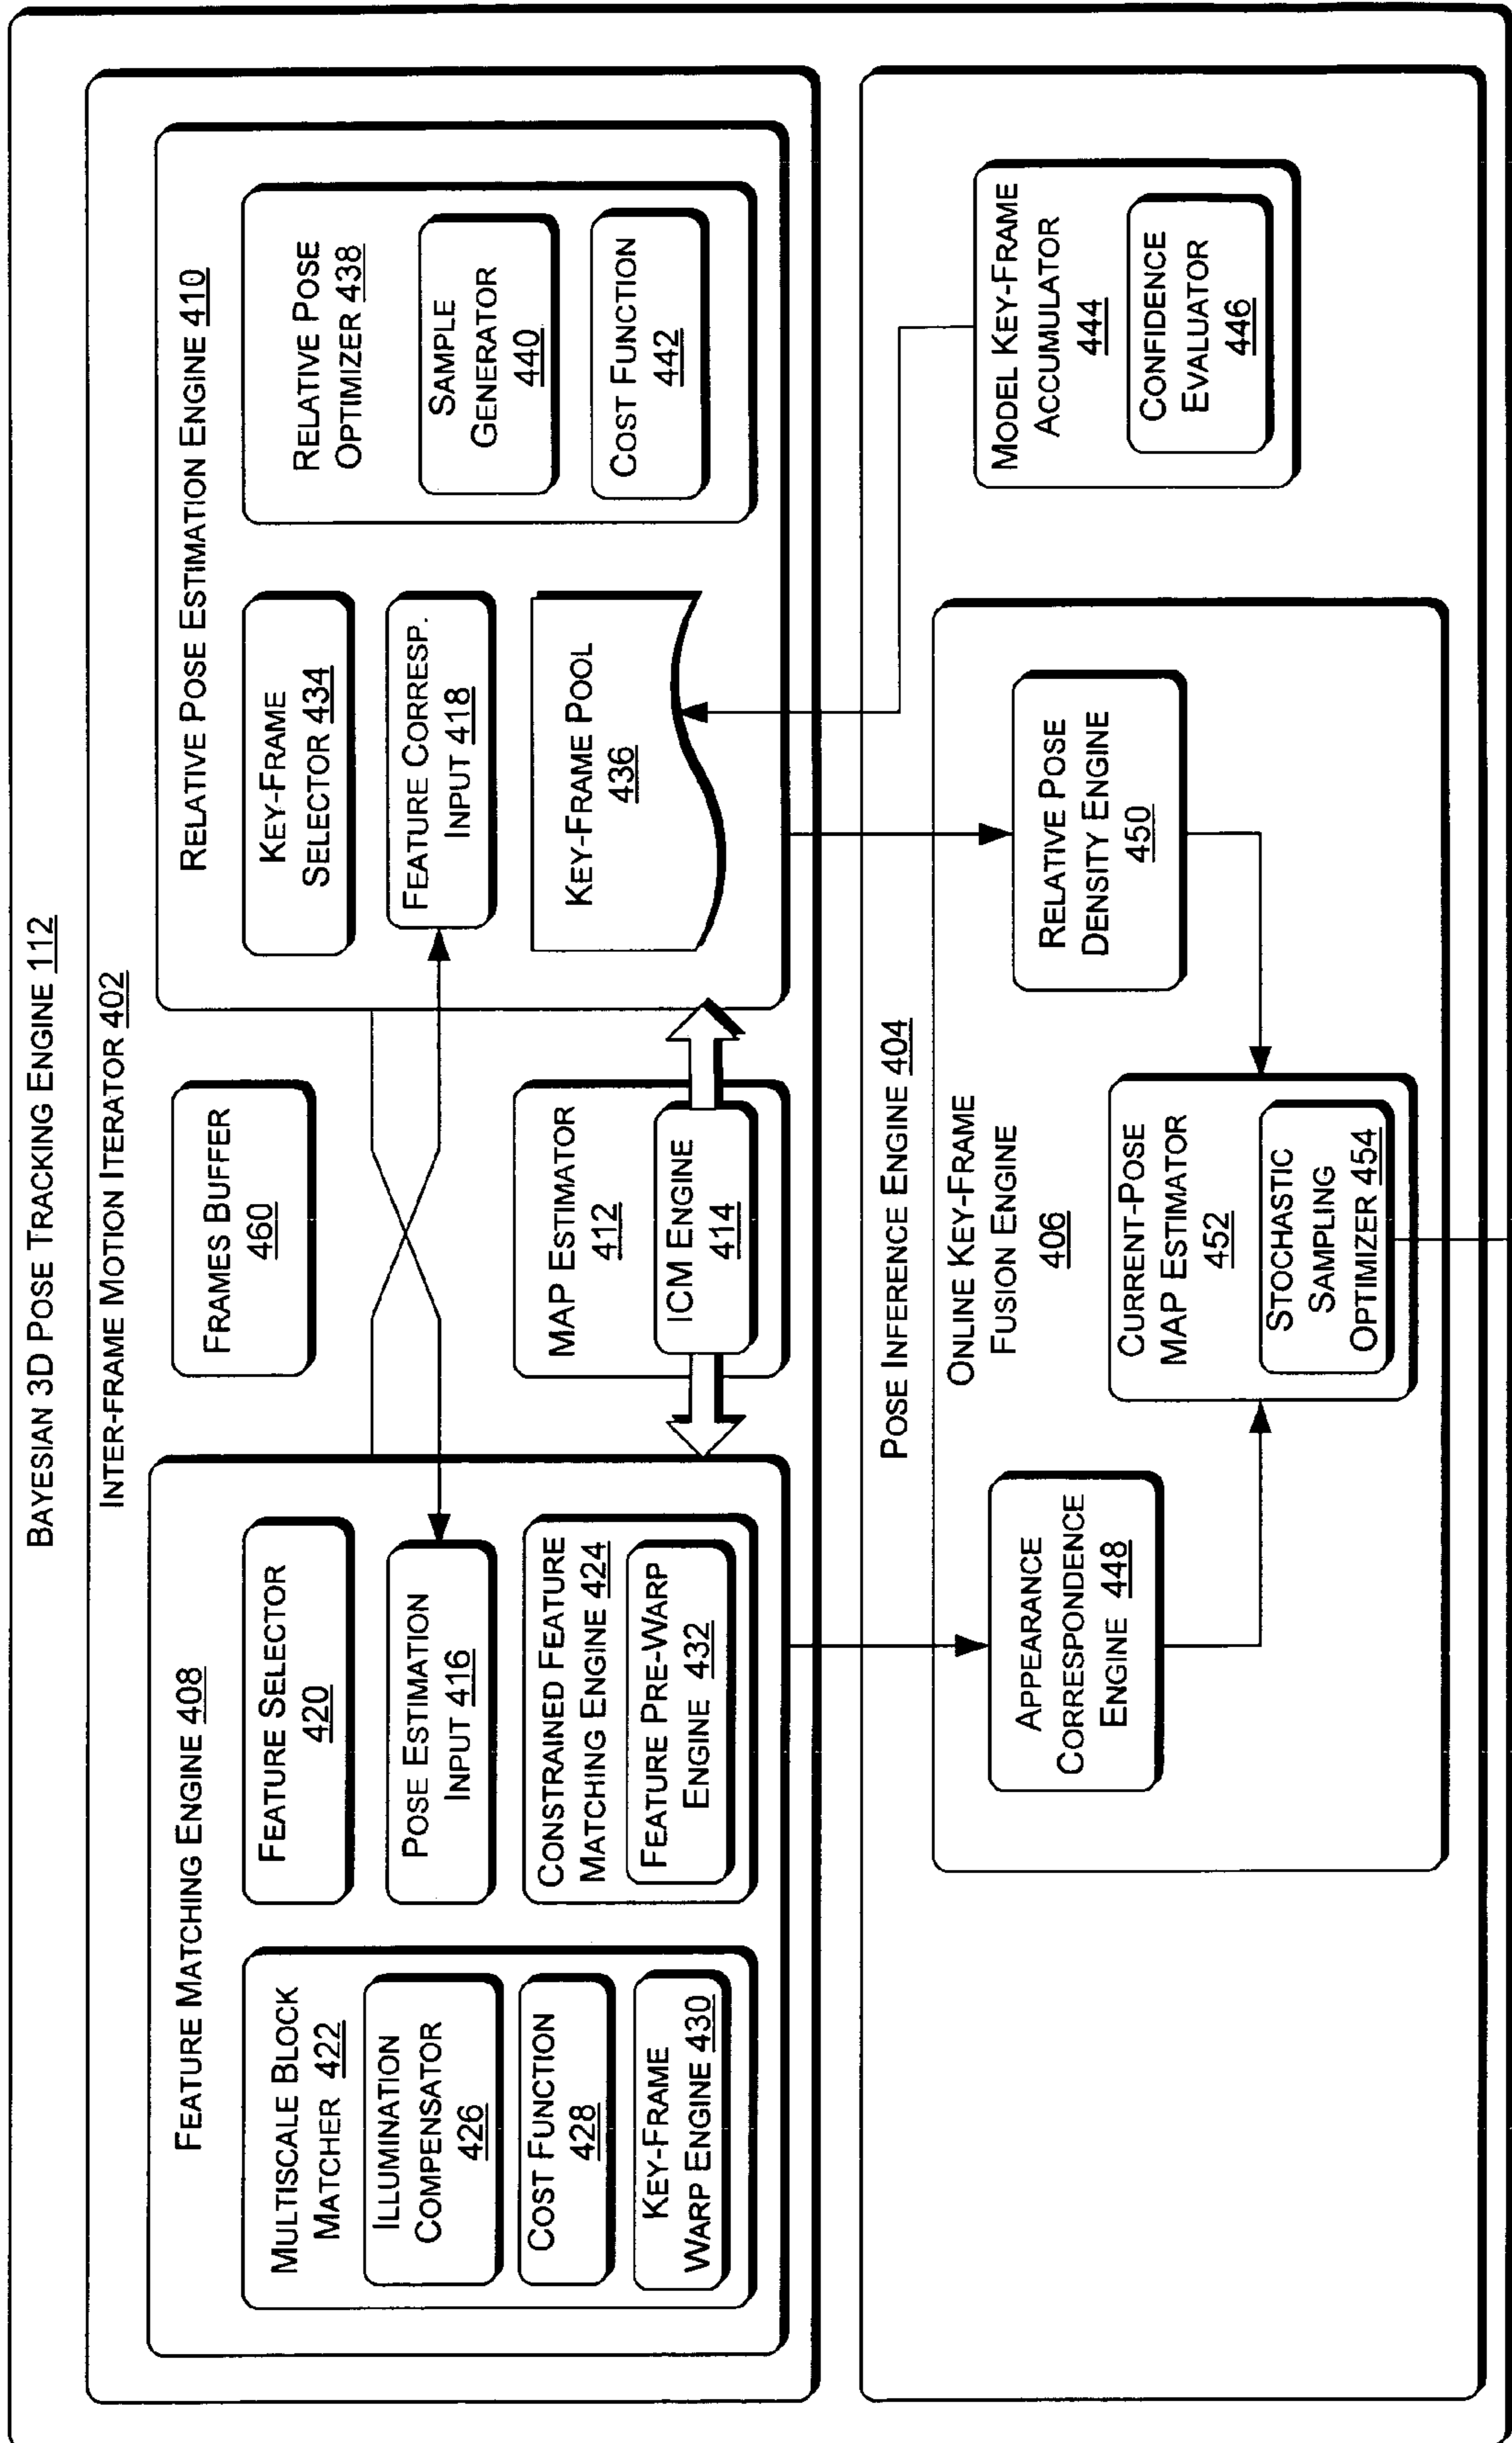 BAYESIAN 3D POSE TRACKING ENGINE 112
INTER-FRAME MOTION ITERATOR 402
FEATURE MATCHING ENGINE 408
MULTISCALE BLOCK
MATCHER 422
ILLUMINATION
COMPENSATOR
426
COST FUNCTION
428
KEY-FRAME
WARP ENGINE 430
FEATURE SELECTOR
420
POSE ESTIMATION
INPUT 416
CONSTRAINED FEATURE
MATCHING ENGINE 424
FEATURE PRE-WARP
ENGINE 432
FRAMES BUFFER
460
MAP ESTIMATOR
412
ICM ENGINE
414
RELATIVE POSE ESTIMATION ENGINE 410
KEY-FRAME
SELECTOR 434
FEATURE CORRESP.
INPUT 418
KEY-FRAME POOL
436
RELATIVE POSE
OPTIMIZER 438
SAMPLE
GENERATOR
440
COST FUNCTION
442
POSE INFERENCE ENGINE 404
ONLINE KEY-FRAME
FUSION ENGINE
406
APPEARANCE
CORRESPONDENCE
ENGINE 448
CURRENT-POSE
MAP ESTIMATOR
452
STOCHASTIC
SAMPLING
OPTIMIZER 454
RELATIVE POSE
DENSITY ENGINE
450
MODEL KEY-FRAME
ACCUMULATOR
444
CONFIDENCE
EVALUATOR
446